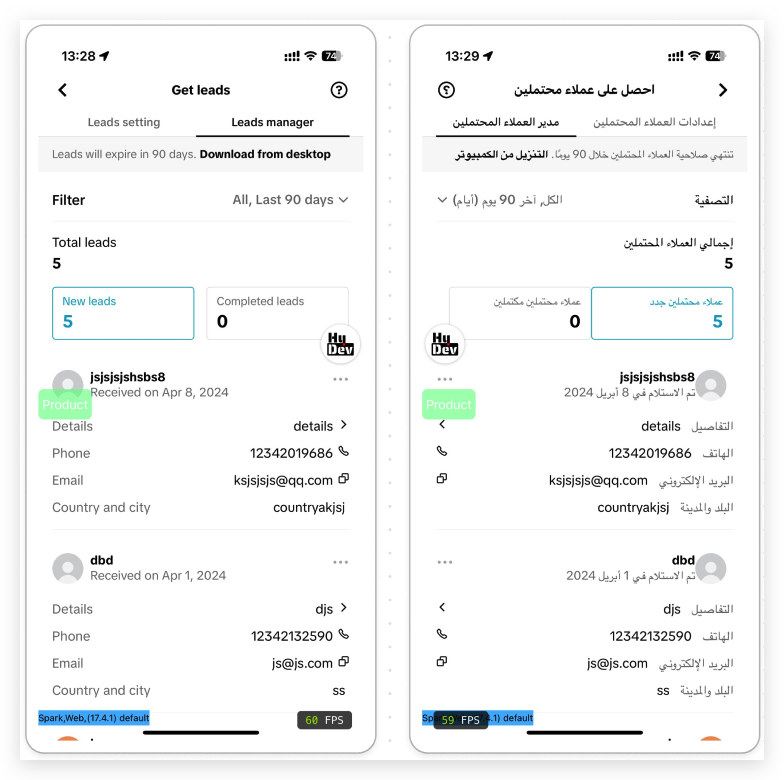 13:28
74
Get leads
?
Leads setting
Leads manager
Leads will expire in 90 days. Download from desktop
Filter
All, Last 90 days
Total leads
5
New leads
5
Completed leads
0
Hy
Dev
jsjsjsjshsbs8
Received on Apr 8, 2024
Product
Details
details
Phone
12342019686
Email
ksjsjsjs@qq.com
Country and city
countryakjsj
dbd
Received on Apr 1, 2024
Details
djs
Phone
12342132590
Email
js@js.com
Country and city
ss
Spark,Web,(17.4.1) default
60 FPS
13:29
74
احصل على عملاء محتملين
؟
إعدادات العملاء المحتملين
مدير العملاء المحتملين
تنتهي صلاحية العملاء المحتملين خلال 90 يومًا. التنزيل من الكمبيوتر
التصفية
الكل, آخر 90 يوم (أيام)
إجمالي العملاء المحتملين
5
عملاء محتملين جدد
5
عملاء محتملين مكتملين
0
Hy
Dev
jsjsjsjshsbs8
تم الاستلام في 8 أبريل 2024
Product
التفاصيل
details
الهاتف
12342019686
البريد الإلكتروني
ksjsjsjs@qq.com
البلد والمدينة
countryakjsj
dbd
تم الاستلام في 1 أبريل 2024
التفاصيل
djs
الهاتف
12342132590
البريد الإلكتروني
js@js.com
البلد والمدينة
ss
4.1) default
59 FPS